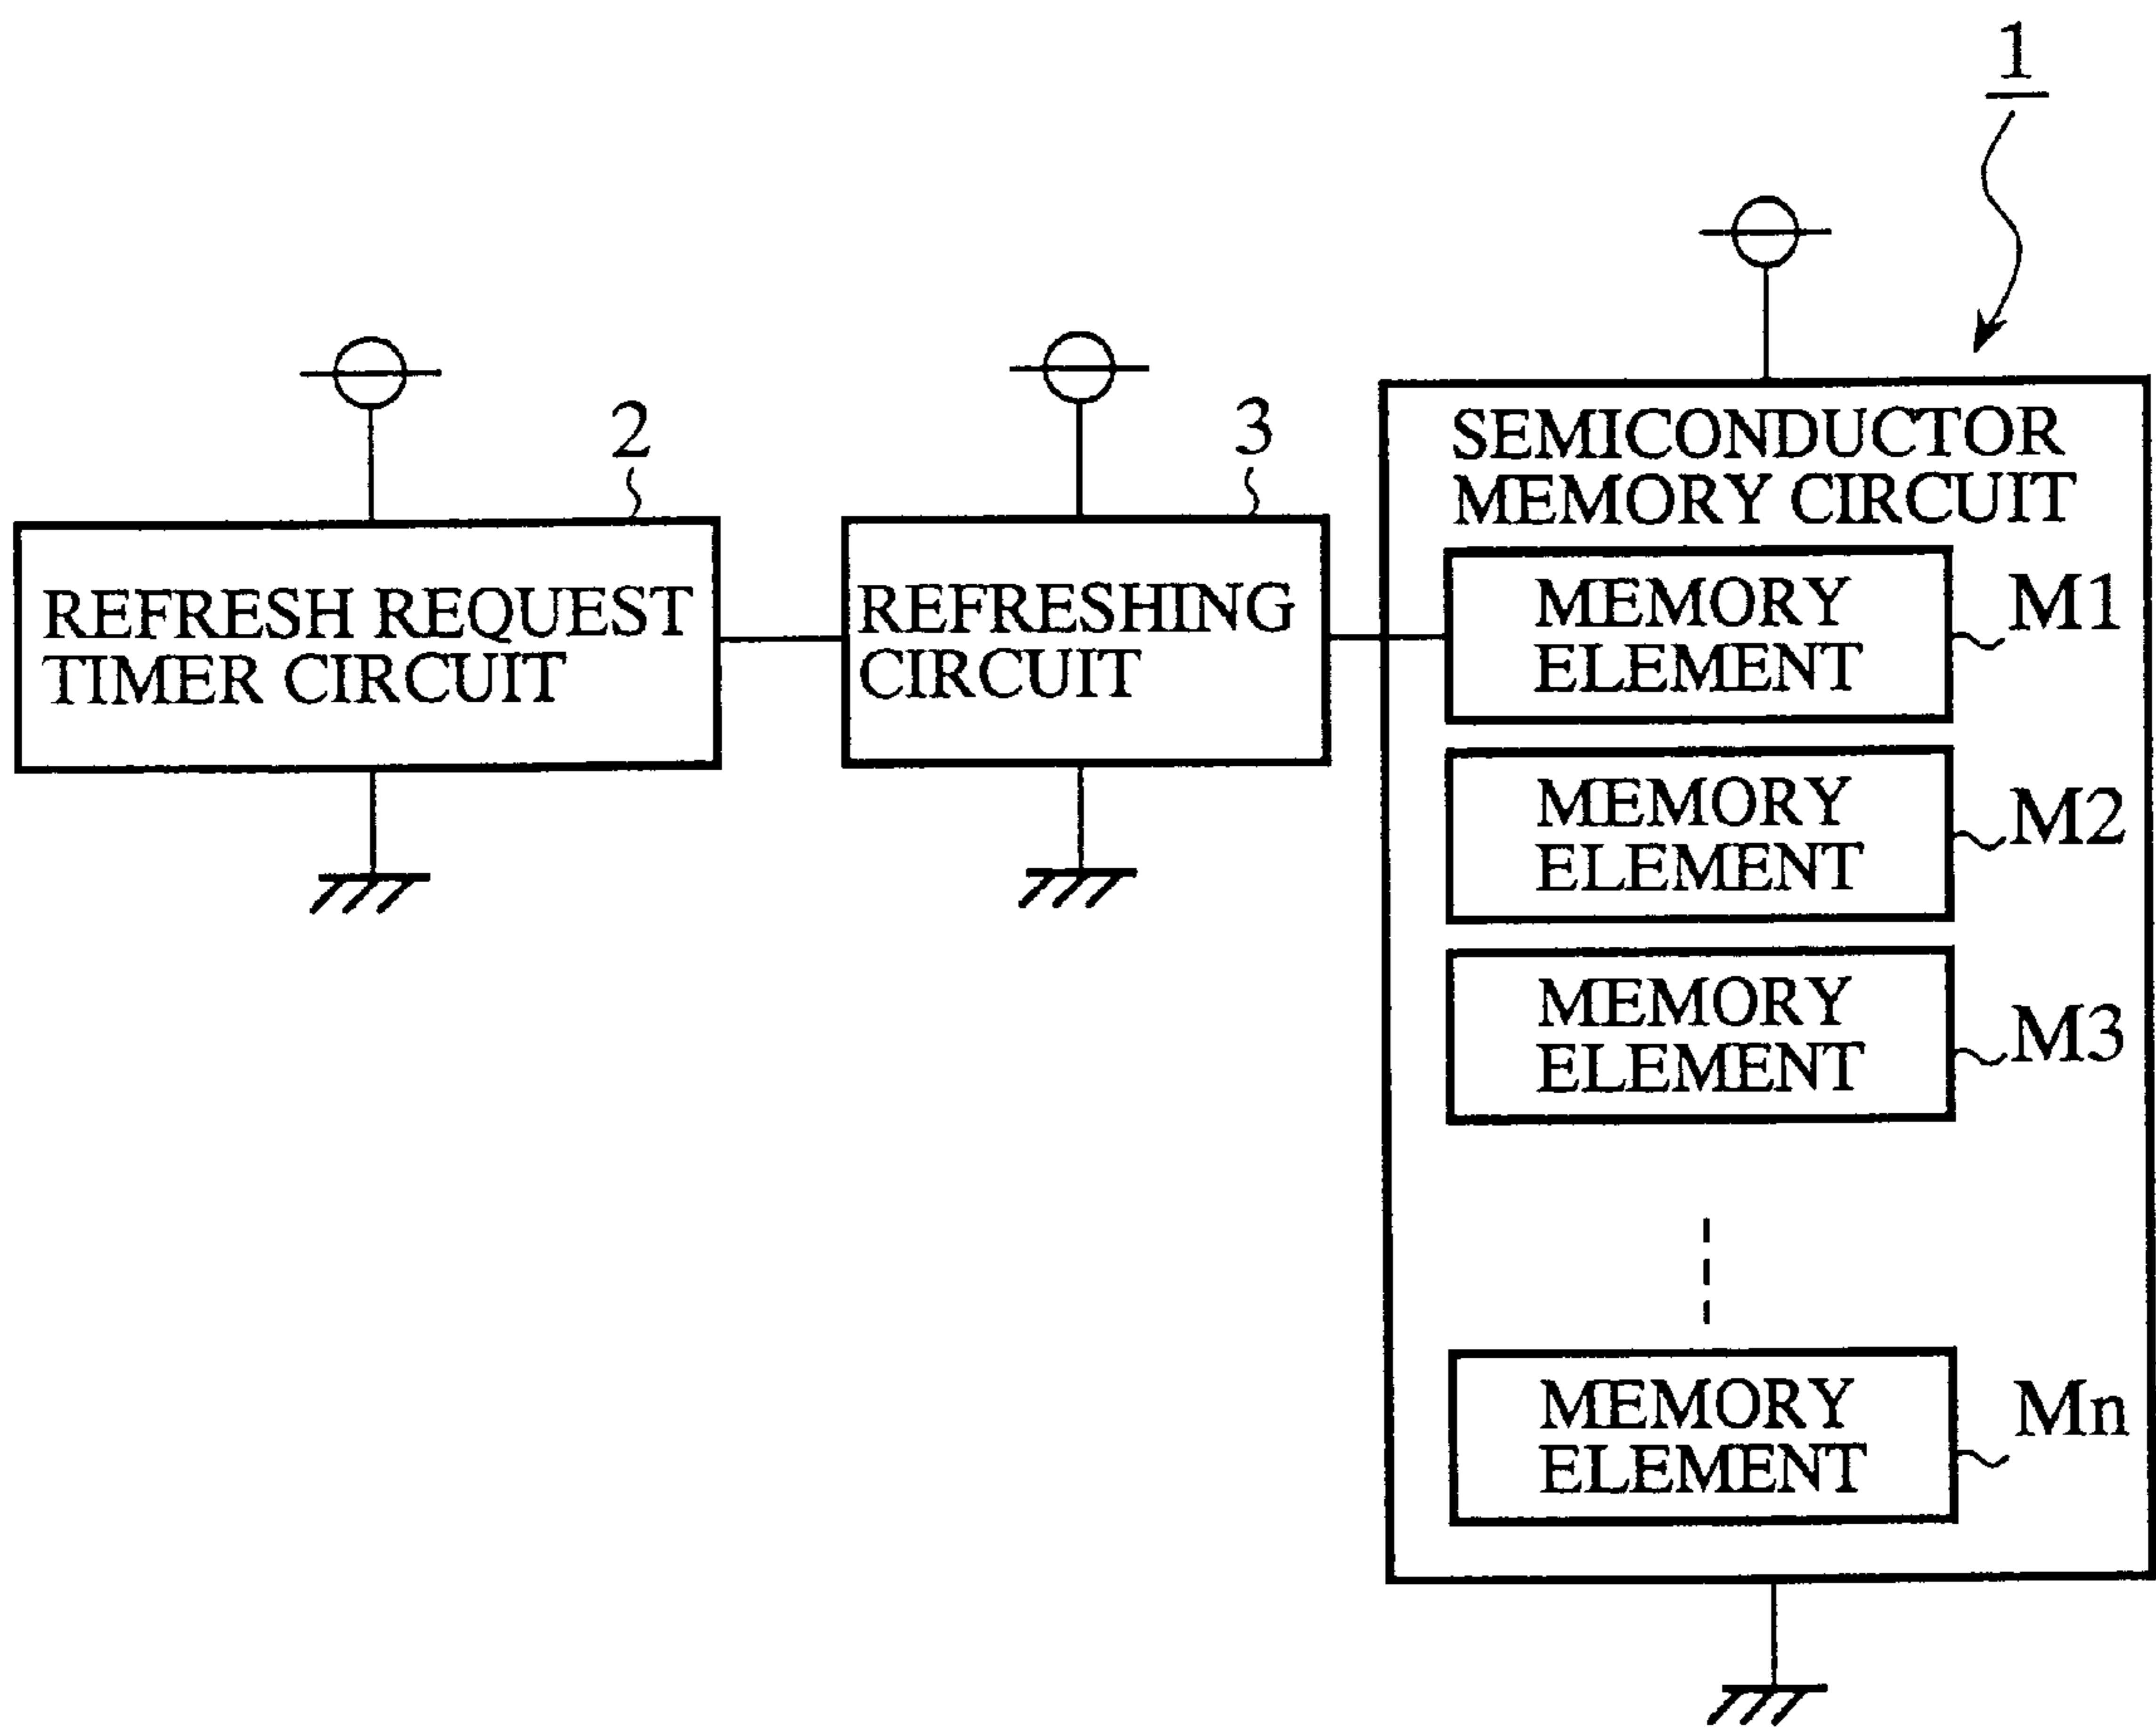 1
2
3
REFRESH REQUEST
TIMER CIRCUIT
REFRESHING
CIRCUIT
SEMICONDUCTOR
MEMORY CIRCUIT
MEMORY
ELEMENT
M1
MEMORY
ELEMENT
M2
MEMORY
ELEMENT
M3
MEMORY
ELEMENT
Mn